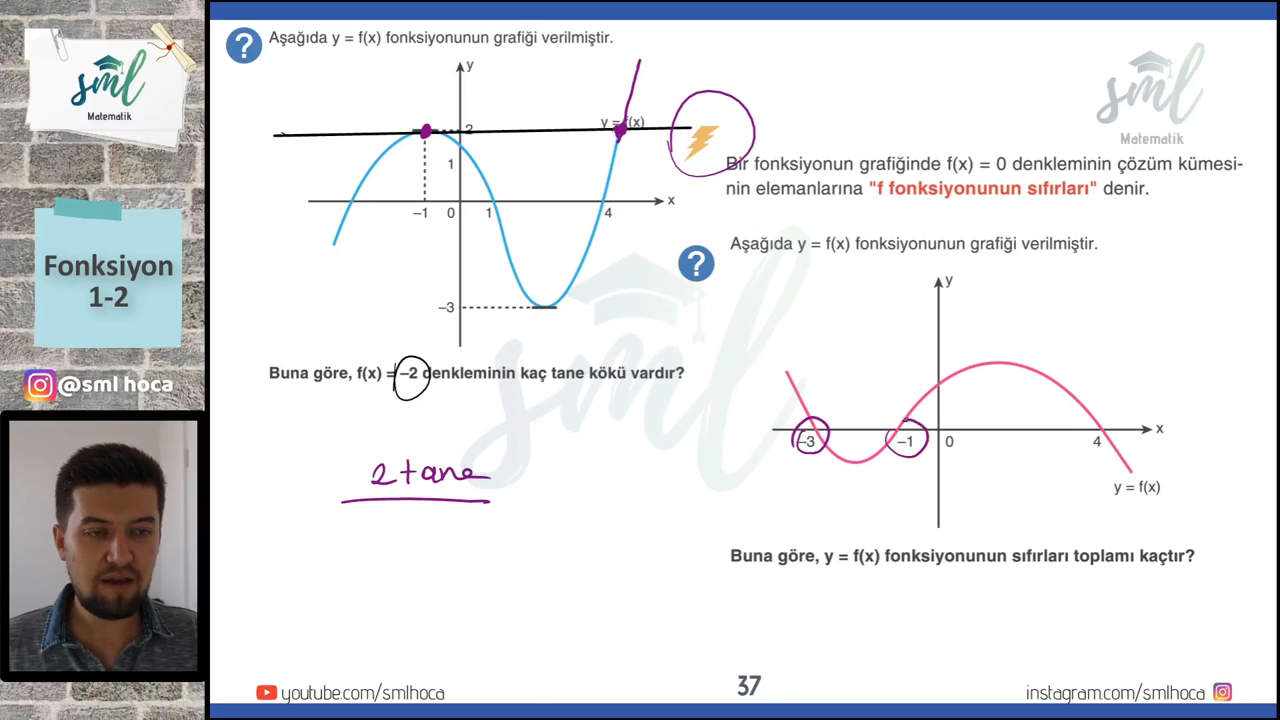 sml
Matematik
Fonksiyon
1-2
@sml hoca
? Aşağıda y = f(x) fonksiyonunun grafiği verilmiştir.
y
2
y = f(x)
1
x
−1 0 1 4
−3
Buna göre, f(x) = −2 denkleminin kaç tane kökü vardır?
2 tane
sml
Matematik
Bir fonksiyonun grafiğinde f(x) = 0 denkleminin çözüm kümesi-
nin elemanlarına "f fonksiyonunun sıfırları" denir.
? Aşağıda y = f(x) fonksiyonunun grafiği verilmiştir.
y
x
−3 −1 0 4
y = f(x)
Buna göre, y = f(x) fonksiyonunun sıfırları toplamı kaçtır?
sml
youtube.com/smlhoca
37
instagram.com/smlhoca